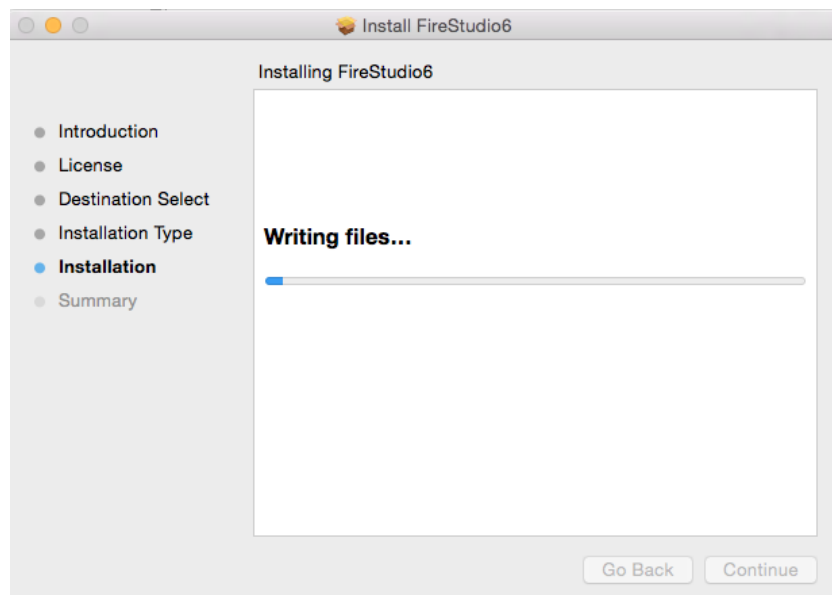 Install FireStudio6
Installing FireStudio6
Introduction
License
Destination Select
Installation Type
Installation
Summary
Writing files...
Go Back
Continue